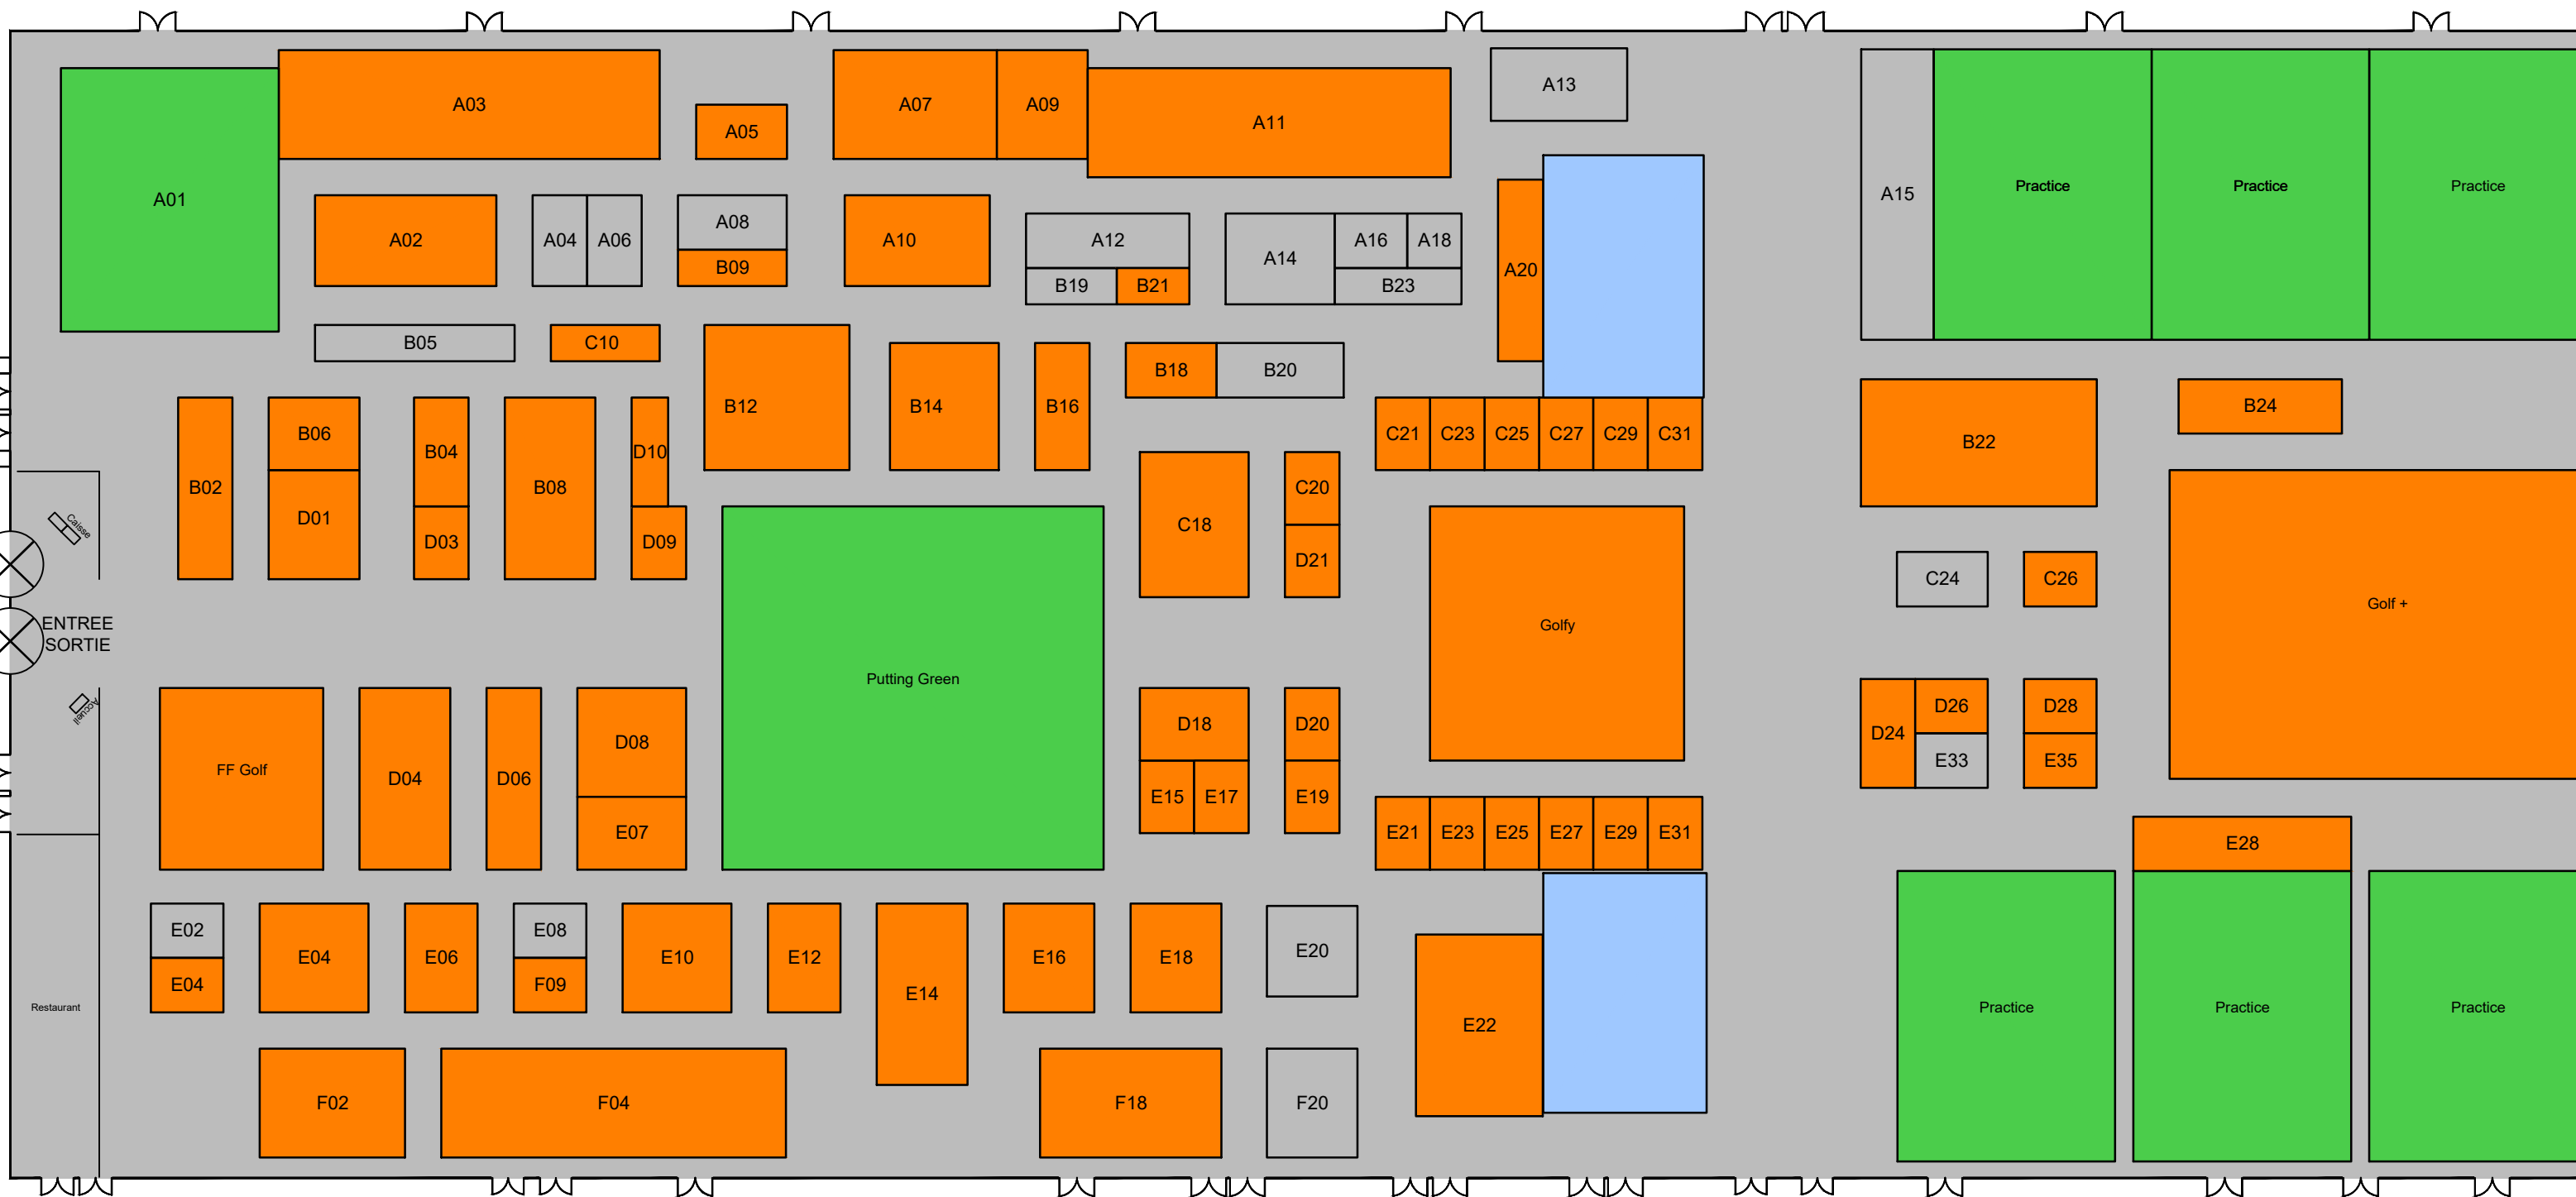 A03
A07
A09
A11
A13
A05
A01
A02
A04
A06
A08
B09
A10
A12
B19
B21
A14
A16
A18
B23
A20
A15
Practice
Practice
Practice
B05
C10
B12
B14
B16
B18
B20
B22
B24
B02
B06
D01
B04
D03
B08
D10
D09
C18
C20
D21
C21
C23
C25
C27
C29
C31
Caisse
ENTREE
SORTIE
Accueil
Putting Green
Golfy
C24
C26
Golf +
FF Golf
D04
D06
D08
E07
D18
E15
E17
D20
E19
E21
E23
E25
E27
E29
E31
D24
D26
E33
D28
E35
E28
E02
E04
E04
E06
E08
F09
E10
E12
E14
E16
E18
E20
E22
Practice
Practice
Practice
Restaurant
F02
F04
F18
F20